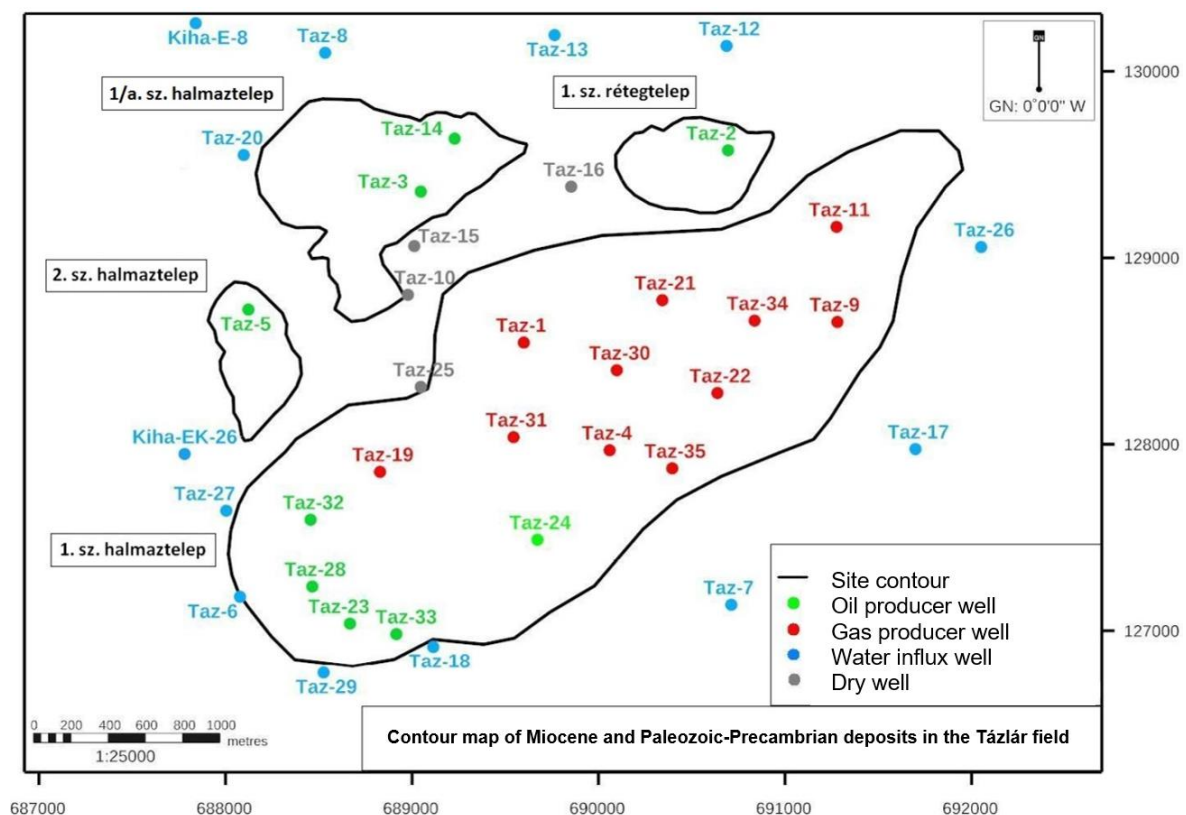 Kiha-E-8
Taz-8
Taz-13
Taz-12
GN
GN: 0°0'0" W
130000
1/a. sz. halmaztelep
1. sz. rétegtelep
Taz-20
Taz-14
Taz-2
Taz-16
Taz-3
Taz-11
Taz-15
Taz-26
129000
2. sz. halmaztelep
Taz-10
Taz-21
Taz-34
Taz-9
Taz-5
Taz-1
Taz-30
Taz-25
Taz-22
Kiha-EK-26
Taz-31
Taz-4
Taz-17
128000
Taz-19
Taz-35
Taz-27
Taz-32
Taz-24
1. sz. halmaztelep
Taz-28
Taz-6
Taz-23
Taz-33
Taz-7
127000
Taz-18
Taz-29
Site contour
Oil producer well
Gas producer well
Water influx well
Dry well
0 200 400 600 800 1000
metres
1:25000
Contour map of Miocene and Paleozoic-Precambrian deposits in the Tázlár field
687000 688000 689000 690000 691000 692000